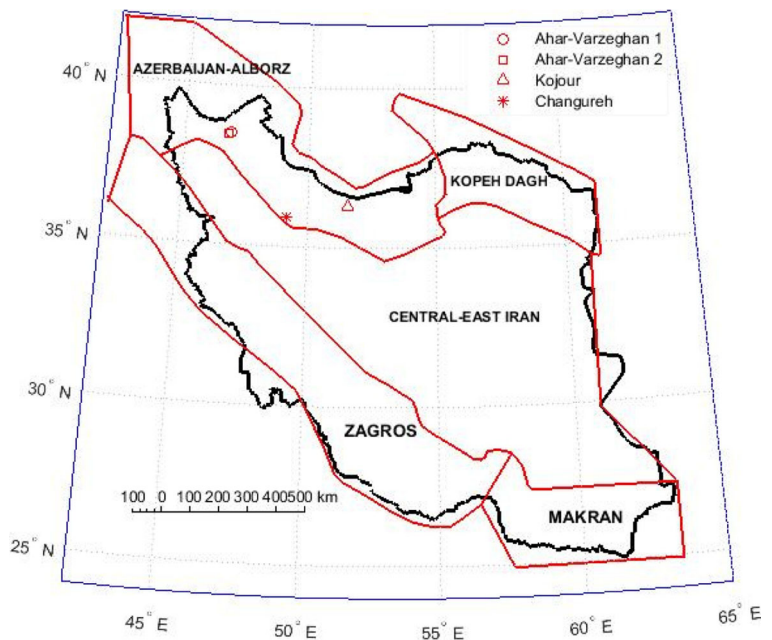 40° N
AZERBAIJAN-ALBORZ
Ahar-Varzeghan 1
Ahar-Varzeghan 2
Kojour
Changureh
KOPEH DAGH
35° N
CENTRAL-EAST IRAN
30° N
ZAGROS
100 0 100 200 300 400 500 km
MAKRAN
25° N
45° E
50° E
55° E
60° E
65° E